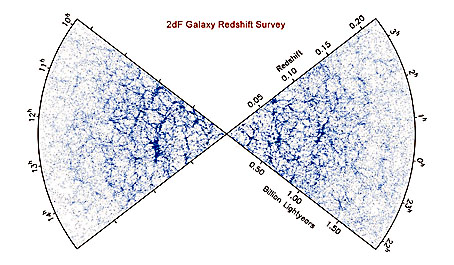 2dF Galaxy Redshift Survey
10h
11h
12h
13h
14h
Redshift
0.05
0.10
0.15
0.20
3h
2h
1h
0h
23h
22h
0.50
1.00
1.50
Billion Lightyears